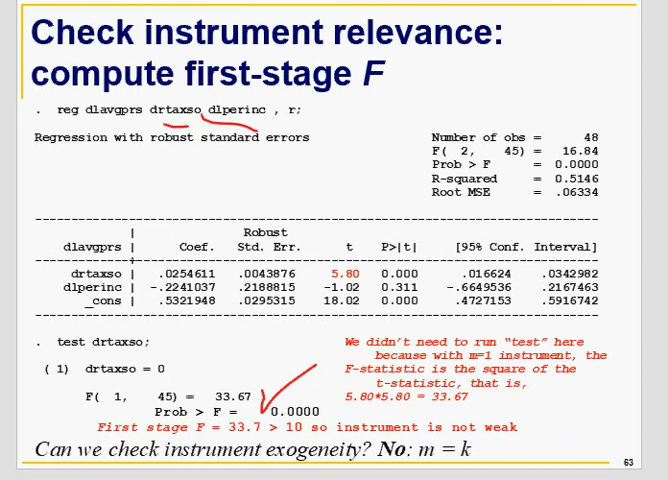 Check instrument relevance:
compute first-stage F
. reg dlavgprs drtaxso dlperinc , r;
Regression with robust standard errors
Number of obs = 48
F( 2, 45) = 16.84
Prob > F = 0.0000
R-squared = 0.5146
Root MSE = .06334
------------------------------------------------------------------------------
| Robust
dlavgprs | Coef. Std. Err. t P>|t| [95% Conf. Interval]
-------------+----------------------------------------------------------------
drtaxso | .0254611 .0043876 5.80 0.000 .016624 .0342982
dlperinc | -.2241037 .2188815 -1.02 0.311 -.6649536 .2167463
_cons | .5321948 .0295315 18.02 0.000 .4727153 .5916742
------------------------------------------------------------------------------
. test drtaxso;
( 1) drtaxso = 0
F( 1, 45) = 33.67
Prob > F = 0.0000
We didn't need to run "test" here
because with m=1 instrument, the
F-statistic is the square of the
t-statistic, that is,
5.80*5.80 = 33.67
First stage F = 33.7 > 10 so instrument is not weak
Can we check instrument exogeneity? No: m = k
63